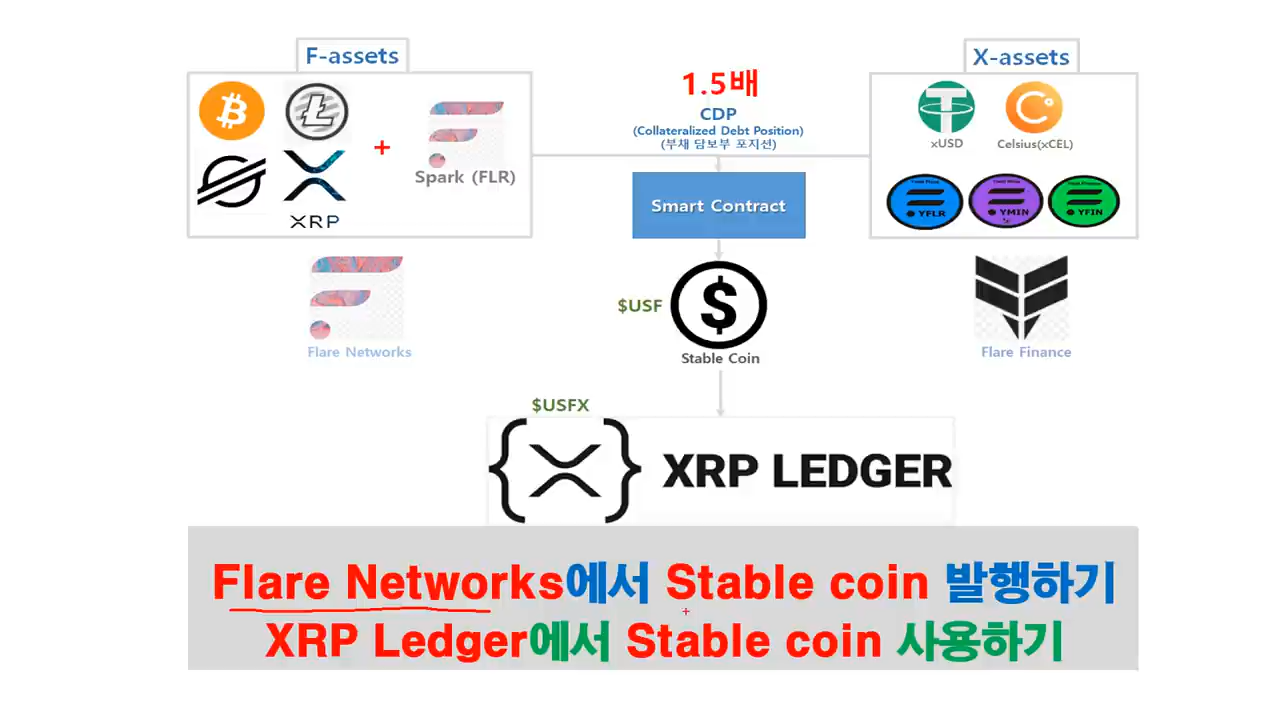 F-assets
X-assets
1.5배
CDP
(Collateralized Debt Position)
(부채 담보부 포지션)
+
Spark (FLR)
XRP
Smart Contract
xUSD
Celsius(xCEL)
YFLR
YMIN
YFIN
Flare Networks
$USF
$
Stable Coin
Flare Finance
$USFX
XRP LEDGER
Flare Networks에서 Stable coin 발행하기
XRP Ledger에서 Stable coin 사용하기